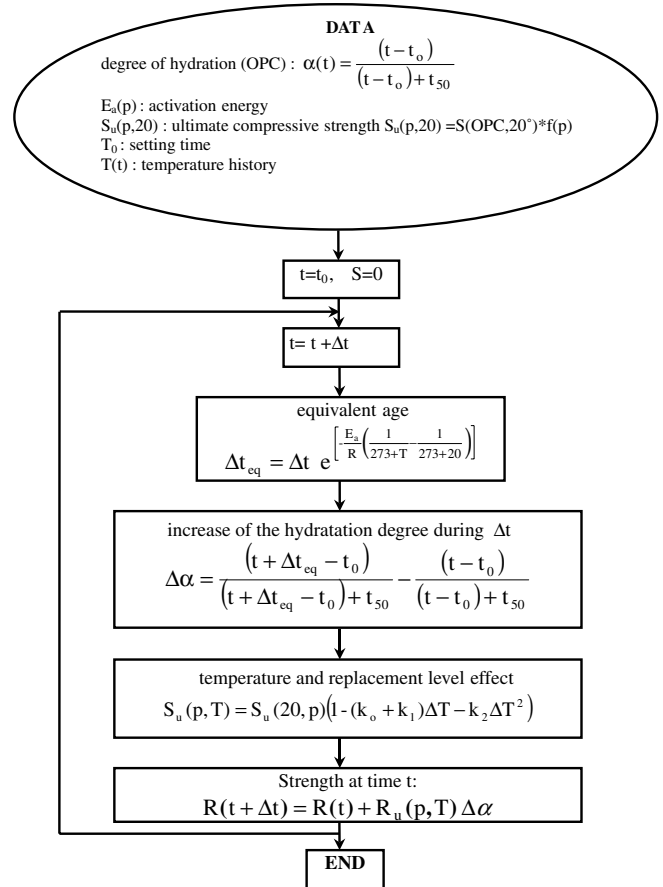 DATA
degree of hydration (OPC) : α(t) = (t − t_o) / ((t − t_o) + t_50)
E_a(p) : activation energy
S_u(p,20) : ultimate compressive strength S_u(p,20) =S(OPC,20°)*f(p)
T_0 : setting time
T(t) : temperature history
t=t_0, S=0
t= t +Δt
equivalent age
Δt_eq = Δt e^[-E_a/R (1/(273+T) − 1/(273+20))]
increase of the hydratation degree during Δt
Δα = (t + Δt_eq − t_0) / ((t + Δt_eq − t_0) + t_50) − (t − t_0) / ((t − t_0) + t_50)
temperature and replacement level effect
S_u (p, T) = S_u (20, p)(1 - (k_o + k_1)ΔT − k_2 ΔT^2)
Strength at time t:
R(t + Δt) = R(t) + R_u (p, T) Δα
END